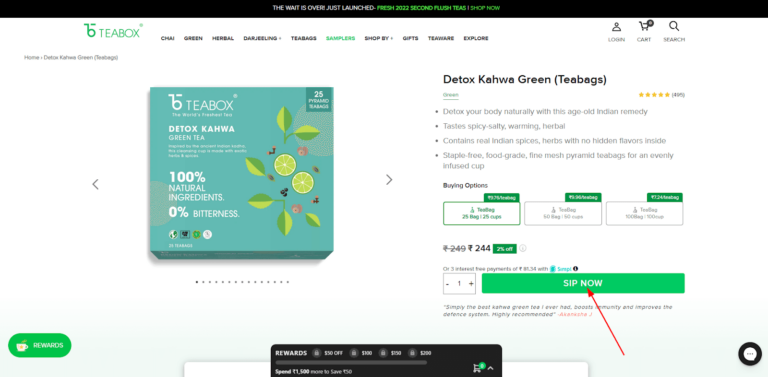 THE WAIT IS OVER JUST LAUNCHED- FRESH 2022 SECOND FLUSH TEAS | SHOP NOW
TEABOX
CHAI GREEN HERBAL DARJEELING + TEABAGS SAMPLERS SHOP BY + GIFTS TEAWARE EXPLORE
LOGIN CART 0 SEARCH
Home › Detox Kahwa Green (Teabags)
25
PYRAMID
TEABAGS
TEABOX
The World's Freshest Tea
DETOX KAHWA
GREEN TEA
100%
NATURAL
INGREDIENTS.
0% BITTERNESS.
25 TEABAGS
Detox Kahwa Green (Teabags)
Green
(495)
Detox your body naturally with this age-old Indian remedy
Tastes spicy-salty, warming, herbal
Contains real Indian spices, herbs with no hidden flavors inside
Staple-free, food-grade, fine mesh pyramid teabags for an evenly
infused cup
Buying Options
₹9.76/teabag
TeaBag
25 Bag | 25 cups
TeaBag
50 Bag | 50 cups
TeaBag
100Bag | 100cup
₹ 249 ₹ 244 2% off
Or 3 interest free payments of ₹ 81.34 with Simpl
- 1 +
SIP NOW
"Simply the best kahwa green tea I ever had, boosts immunity and improves the
defence system. Highly recommended" -Akanksha J
REWARDS
REWARDS $50 OFF $100 $150 $200
Spend ₹1,500 more to Save ₹50
0